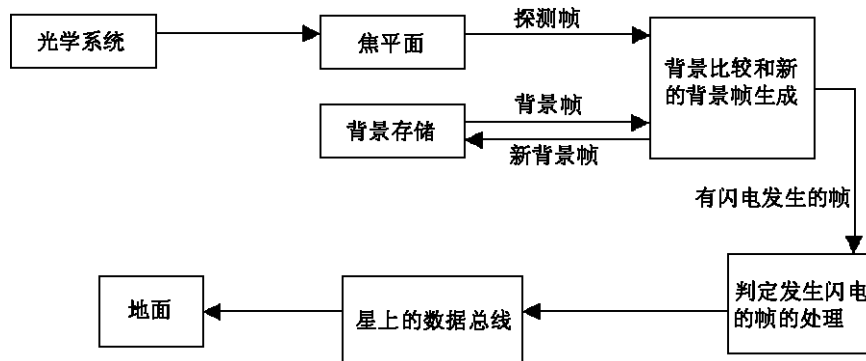 光学系统
焦平面
探测帧
背景比较和新
的背景帧生成
背景存储
背景帧
新背景帧
有闪电发生的帧
判定发生闪电
的帧的处理
星上的数据总线
地面